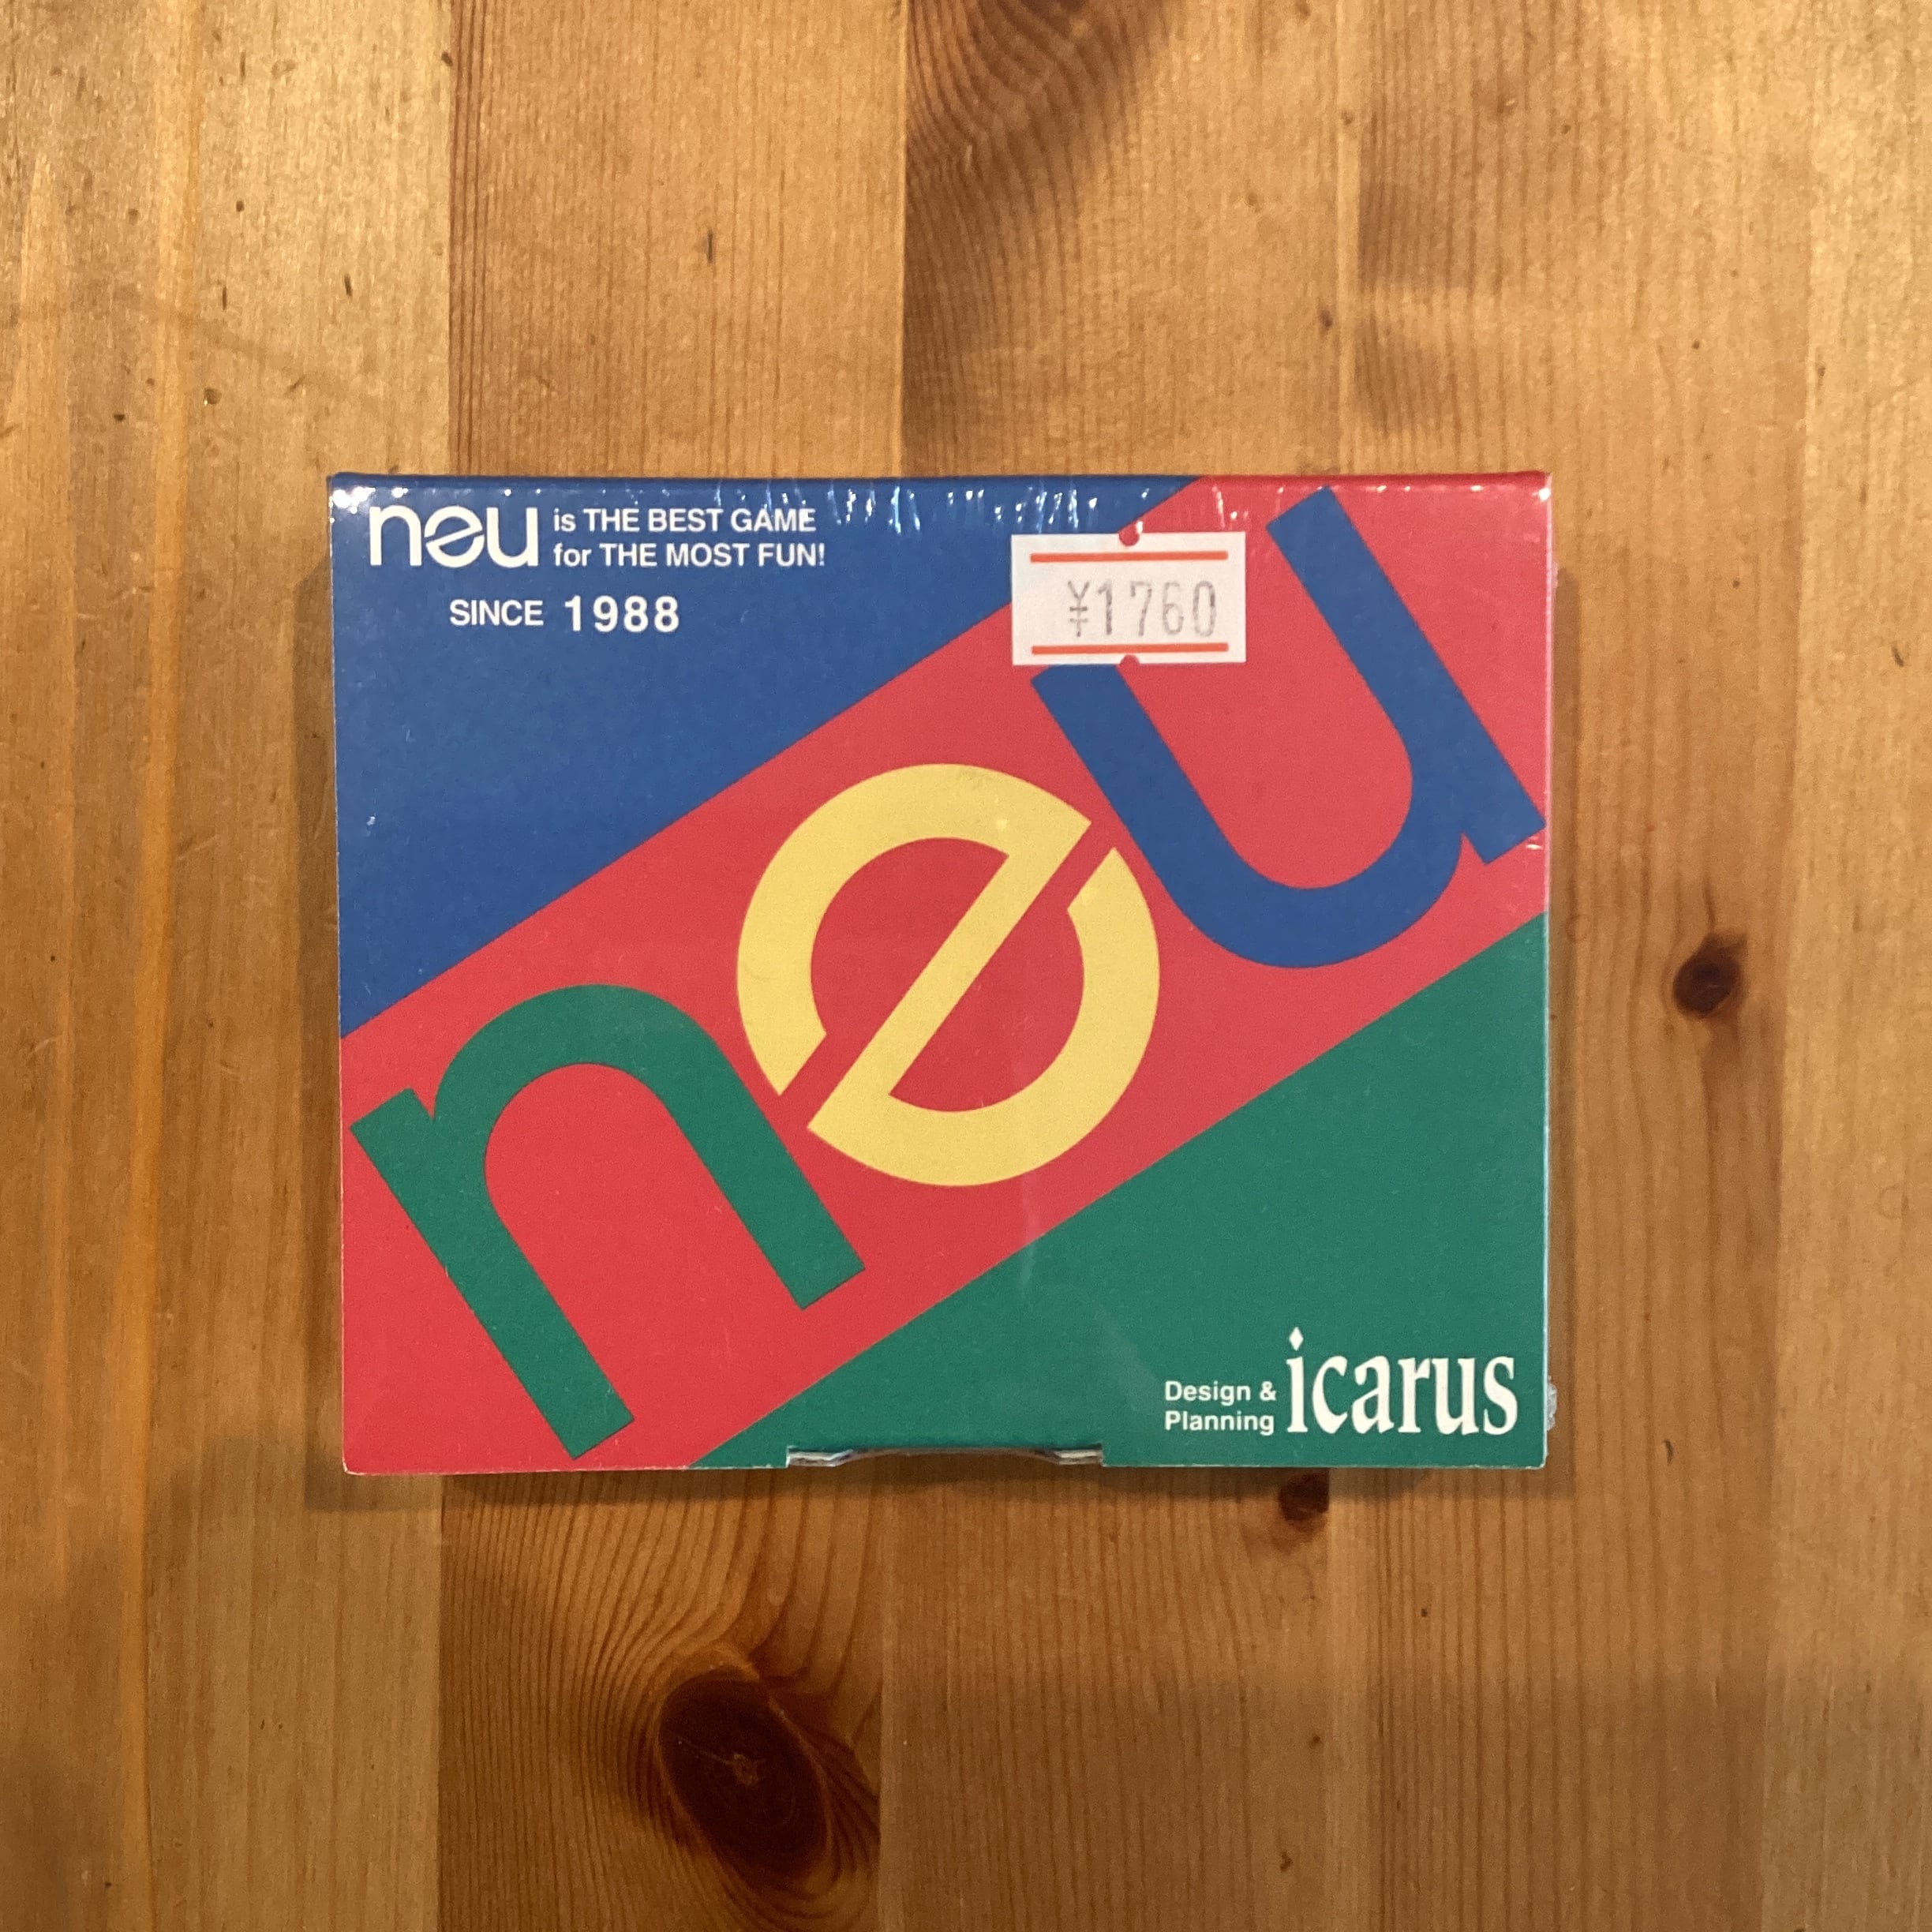 neu is THE BEST GAME
for THE MOST FUN!
SINCE 1988
¥1760
neu
Design &
Planning
icarus